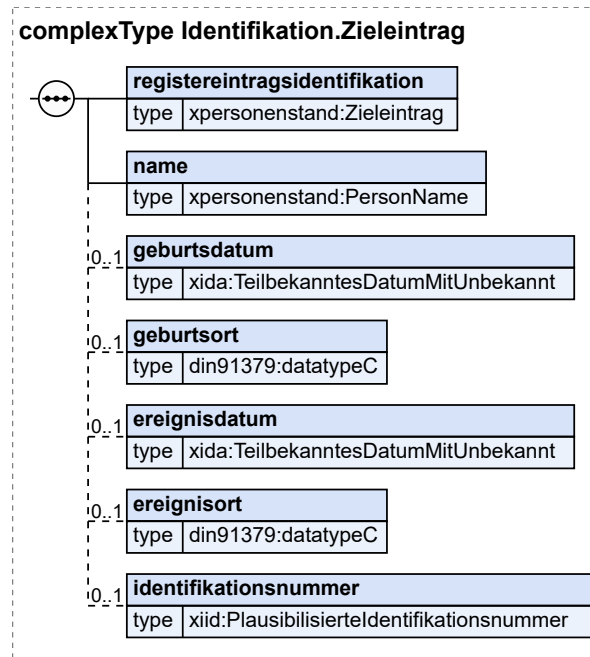 complexType Identifikation.Zieleintrag
registereintragsidentifikation
type xpersonenstand:Zieleintrag
name
type xpersonenstand:PersonName
0..1 geburtsdatum
type xida:TeilbekanntesDatumMitUnbekannt
0..1 geburtsort
type din91379:datatypeC
0..1 ereignisdatum
type xida:TeilbekanntesDatumMitUnbekannt
0..1 ereignisort
type din91379:datatypeC
0..1 identifikationsnummer
type xiid:PlausibilisierteIdentifikationsnummer